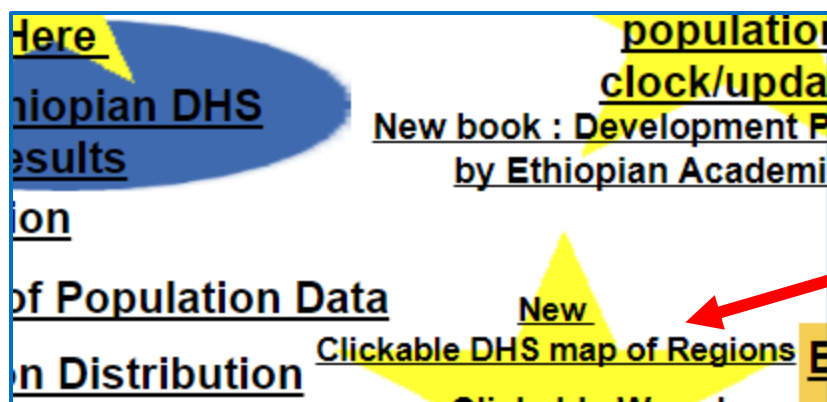 Here
population
clock/upda
hiopian DHS
New book : Development P
esults
by Ethiopian Academi
ion
of Population Data
New
Clickable DHS map of Regions
on Distribution